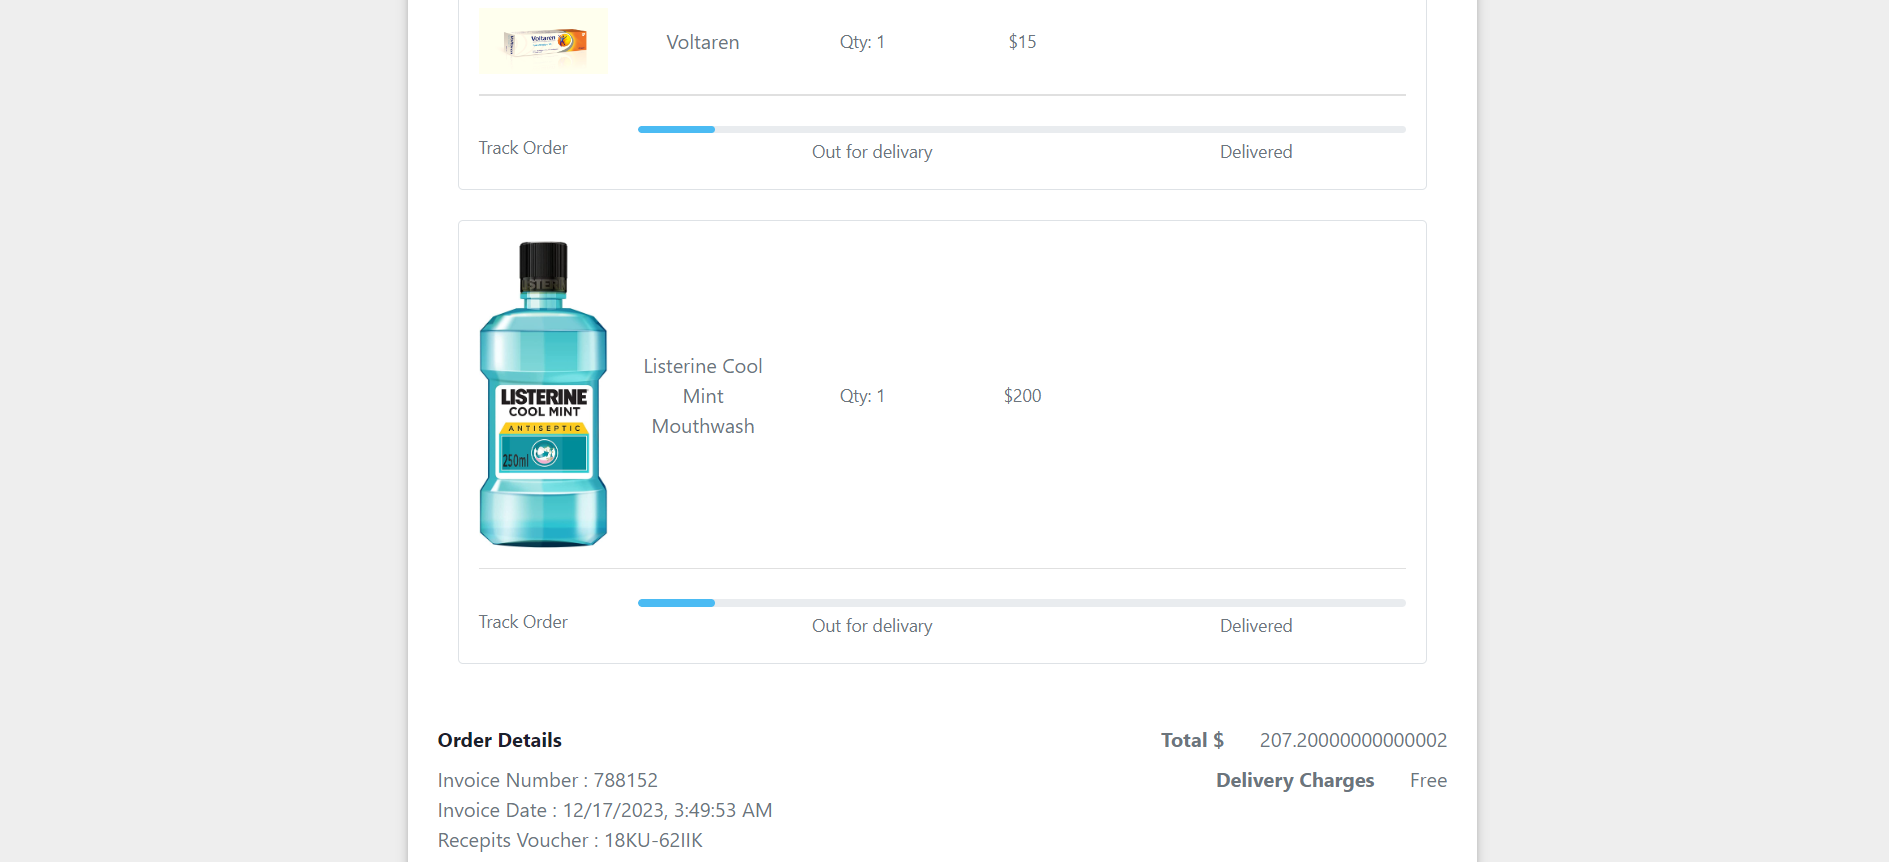 Voltaren
Voltaren
Qty: 1
$15
Track Order
Out for delivary
Delivered
LISTERINE
COOL MINT
ANTISEPTIC
250ml
Listerine Cool
Mint
Mouthwash
Qty: 1
$200
Track Order
Out for delivary
Delivered
Order Details
Total $ 207.20000000000002
Invoice Number : 788152
Delivery Charges Free
Invoice Date : 12/17/2023, 3:49:53 AM
Recepits Voucher : 18KU-62IIK